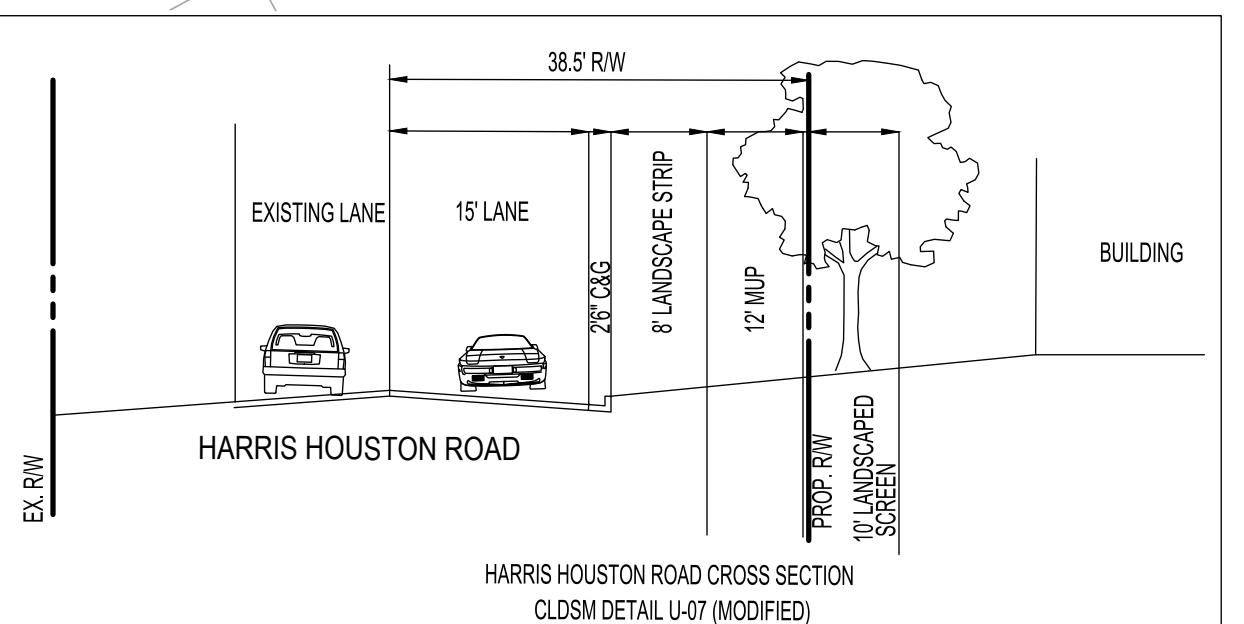 38.5' R/W
EXISTING LANE
15' LANE
2'6" C&G
8' LANDSCAPE STRIP
12' MUP
BUILDING
HARRIS HOUSTON ROAD
EX. R/W
PROP. R/W
10' LANDSCAPED
SCREEN
HARRIS HOUSTON ROAD CROSS SECTION
CLDSM DETAIL U-07 (MODIFIED)